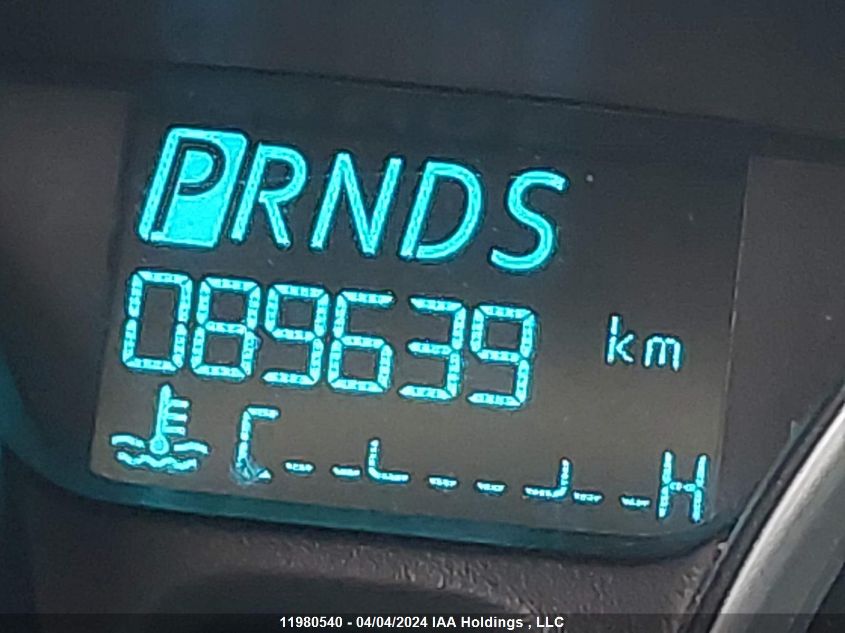 PRNDS
089639 km
C H
11980540 - 04/04/2024 IAA Holdings , LLC